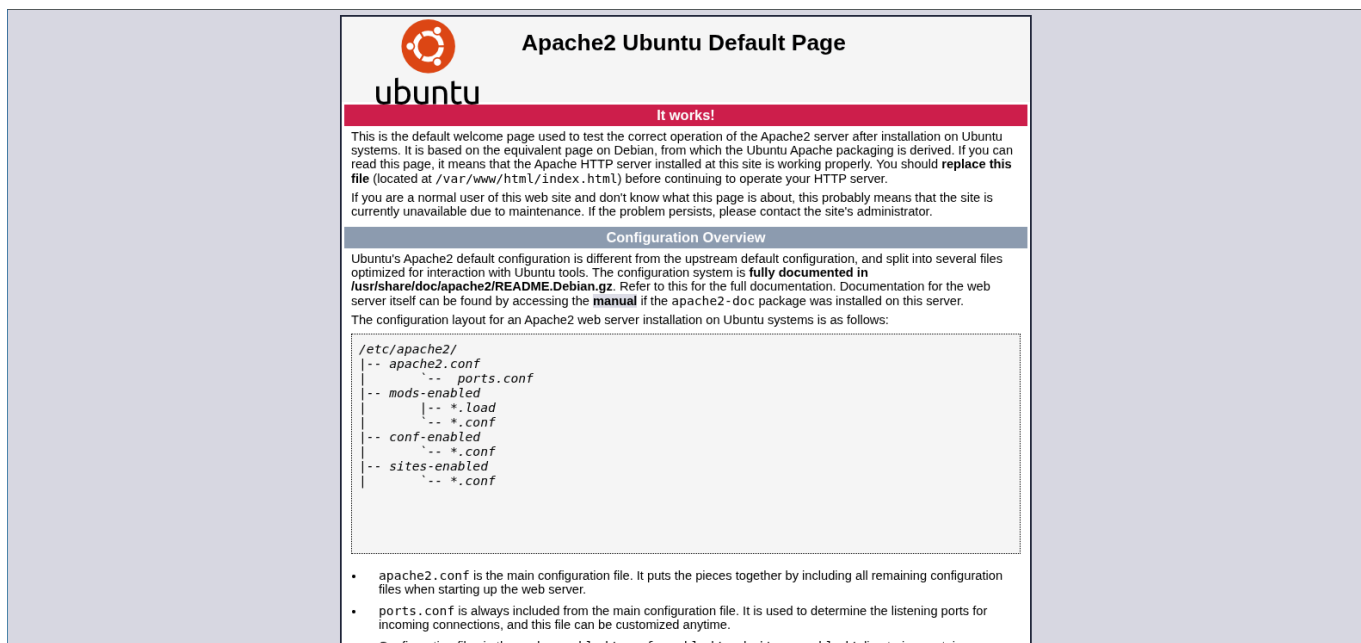 ubuntu
Apache2 Ubuntu Default Page
It works!
This is the default welcome page used to test the correct operation of the Apache2 server after installation on Ubuntu
systems. It is based on the equivalent page on Debian, from which the Ubuntu Apache packaging is derived. If you can
read this page, it means that the Apache HTTP server installed at this site is working properly. You should replace this
file (located at /var/www/html/index.html) before continuing to operate your HTTP server.
If you are a normal user of this web site and don't know what this page is about, this probably means that the site is
currently unavailable due to maintenance. If the problem persists, please contact the site's administrator.
Configuration Overview
Ubuntu's Apache2 default configuration is different from the upstream default configuration, and split into several files
optimized for interaction with Ubuntu tools. The configuration system is fully documented in
/usr/share/doc/apache2/README.Debian.gz. Refer to this for the full documentation. Documentation for the web
server itself can be found by accessing the manual if the apache2-doc package was installed on this server.
The configuration layout for an Apache2 web server installation on Ubuntu systems is as follows:
/etc/apache2/
|-- apache2.conf
|       `--  ports.conf
|-- mods-enabled
|       |-- *.load
|       `-- *.conf
|-- conf-enabled
|       `-- *.conf
|-- sites-enabled
|       `-- *.conf
• apache2.conf is the main configuration file. It puts the pieces together by including all remaining configuration
files when starting up the web server.
• ports.conf is always included from the main configuration file. It is used to determine the listening ports for
incoming connections, and this file can be customized anytime.